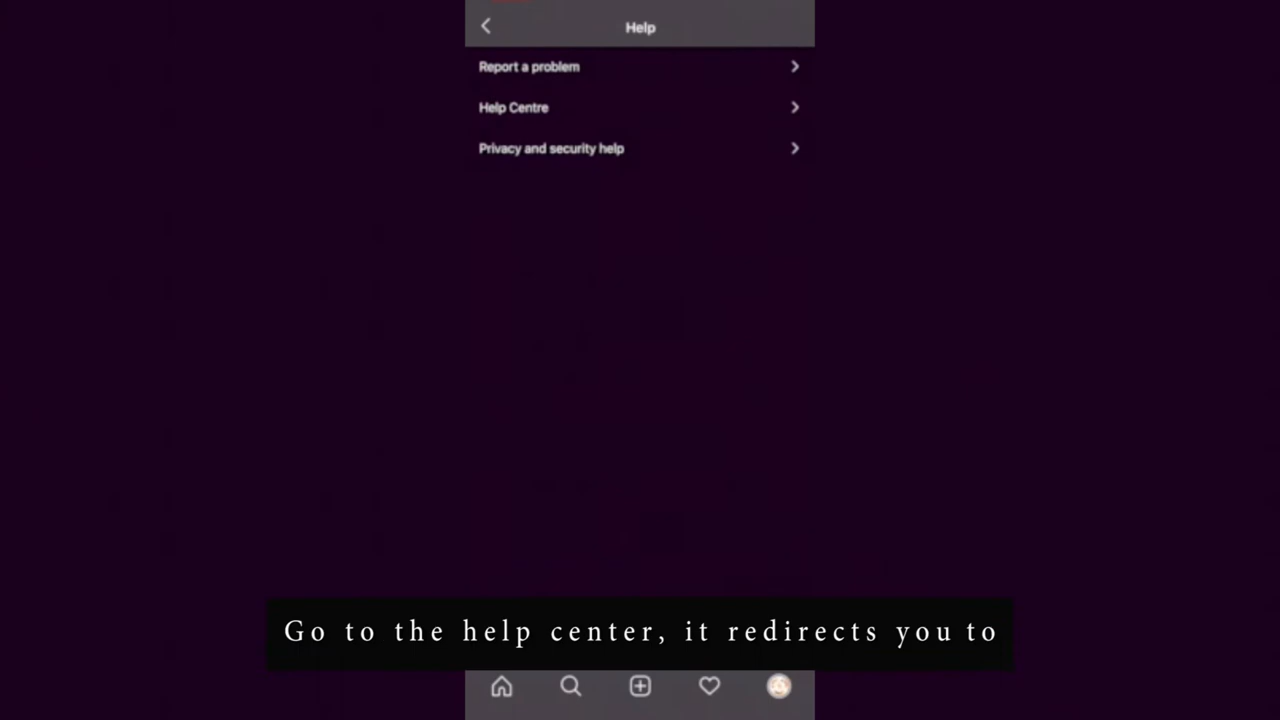 Help
Report a problem
Help Centre
Privacy and security help
Go to the help center, it redirects you to